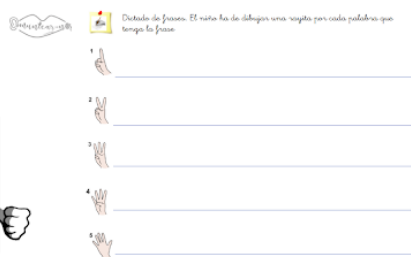 Dictado de frases. El niño ha de dibujar una rayita por cada palabra que
tenga la frase
1
2
3
4
5